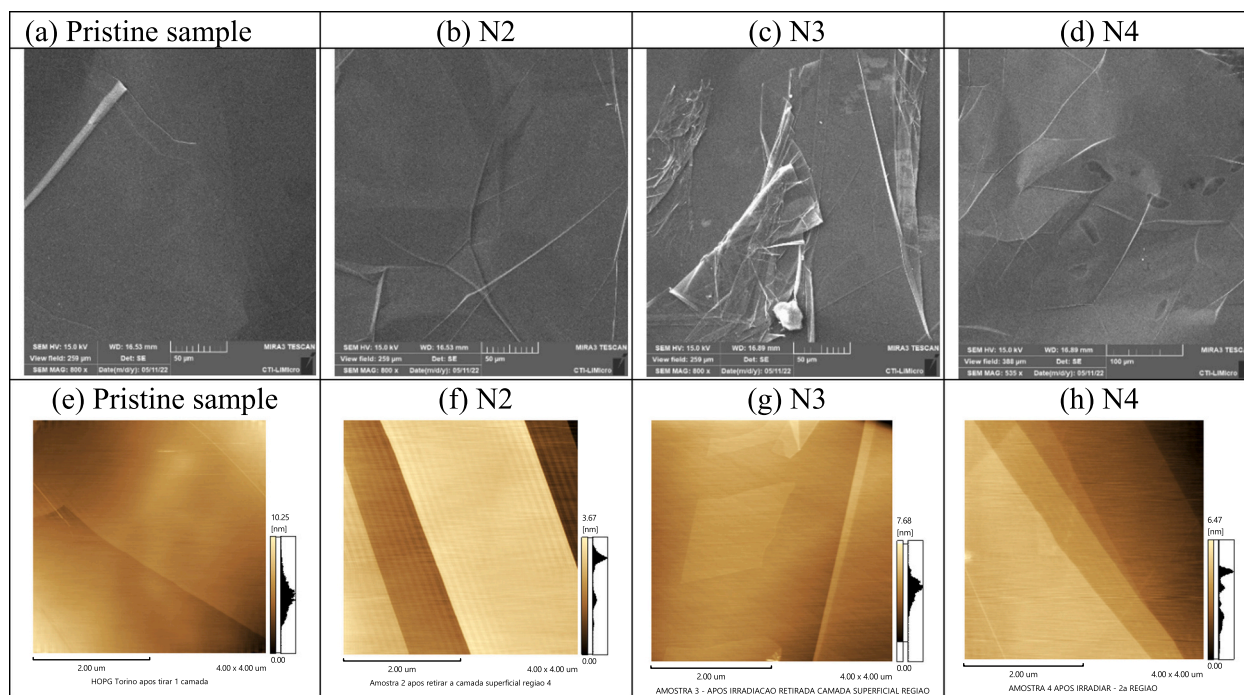 (a) Pristine sample
(b) N2
(c) N3
(d) N4
SEM HV: 15.0 kV WD: 16.53 mm MIRA3 TESCAN
View field: 259 µm Det: SE 50 µm
SEM MAG: 800 x Date(m/d/y): 05/11/22 CTI-LIMicro
SEM HV: 15.0 kV WD: 16.53 mm MIRA3 TESCAN
View field: 259 µm Det: SE 50 µm
SEM MAG: 800 x Date(m/d/y): 05/11/22 CTI-LIMicro
SEM HV: 15.0 kV WD: 16.89 mm MIRA3 TESCAN
View field: 259 µm Det: SE 50 µm
SEM MAG: 800 x Date(m/d/y): 05/11/22 CTI-LIMicro
SEM HV: 15.0 kV WD: 16.89 mm MIRA3 TESCAN
View field: 388 µm Det: SE 100 µm
SEM MAG: 535 x Date(m/d/y): 05/11/22 CTI-LIMicro
(e) Pristine sample
(f) N2
(g) N3
(h) N4
10.25
[nm]
0.00
2.00 um 4.00 x 4.00 um
HOPG Torino apos tirar 1 camada
3.67
[nm]
0.00
2.00 um 4.00 x 4.00 um
Amostra 2 apos retirar a camada superficial regiao 4
7.68
[nm]
0.00
2.00 um 4.00 x 4.00 um
AMOSTRA 3 - APOS IRRADIACAO RETIRADA CAMADA SUPERFICIAL REGIAO
6.47
[nm]
0.00
2.00 um 4.00 x 4.00 um
AMOSTRA 4 APOS IRRADIAR - 2a REGIAO